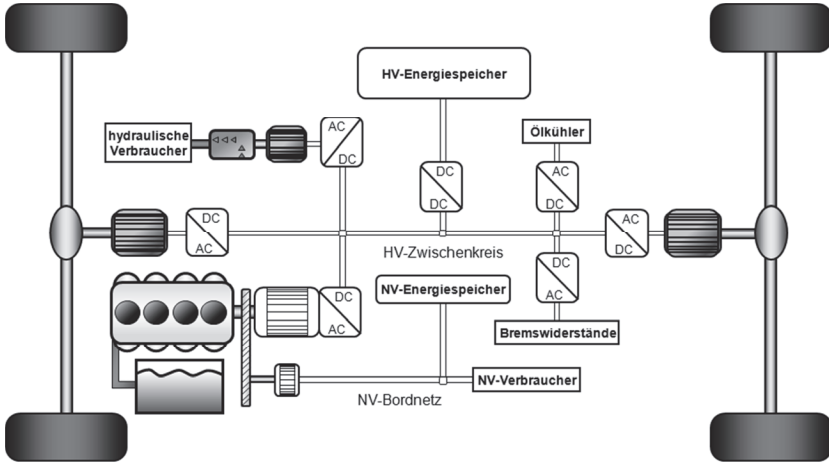 HV-Energiespeicher
hydraulische
Verbraucher
AC
DC
Ölkühler
DC
DC
AC
DC
DC
AC
AC
DC
HV-Zwischenkreis
DC
AC
NV-Energiespeicher
DC
AC
Bremswiderstände
NV-Verbraucher
NV-Bordnetz